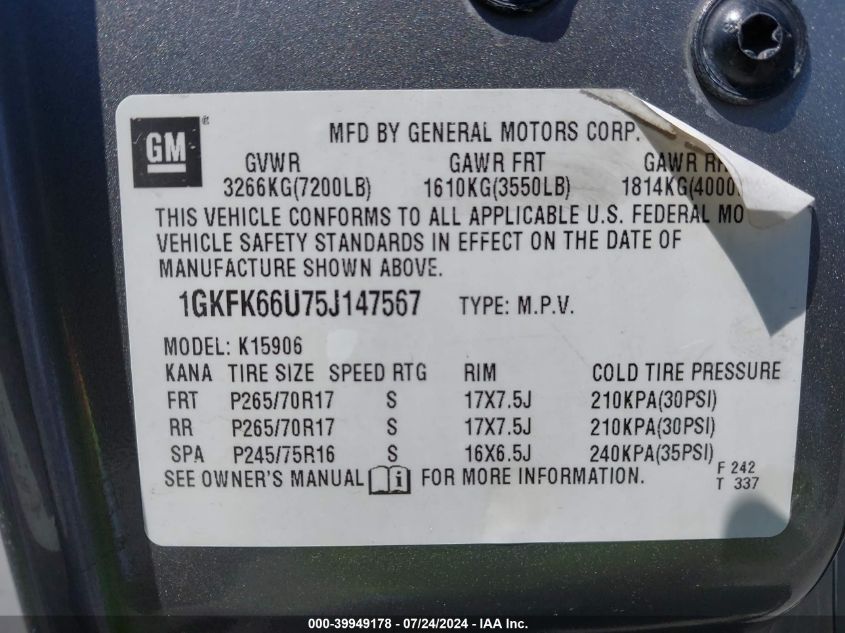 GM®
MFD BY GENERAL MOTORS CORP.
GVWR GAWR FRT GAWR
3266KG(7200LB) 1610KG(3550LB) 1814KG(4000
THIS VEHICLE CONFORMS TO ALL APPLICABLE U.S. FEDERAL MO
VEHICLE SAFETY STANDARDS IN EFFECT ON THE DATE OF
MANUFACTURE SHOWN ABOVE.
1GKFK66U75J147567 TYPE: M.P.V.
MODEL: K15906
KANA TIRE SIZE SPEED RTG RIM COLD TIRE PRESSURE
FRT P265/70R17 S 17X7.5J 210KPA(30PSI)
RR P265/70R17 S 17X7.5J 210KPA(30PSI)
SPA P245/75R16 S 16X6.5J 240KPA(35PSI)
SEE OWNER'S MANUAL i FOR MORE INFORMATION.
F 242
T 337
000-39949178 - 07/24/2024 - IAA Inc.